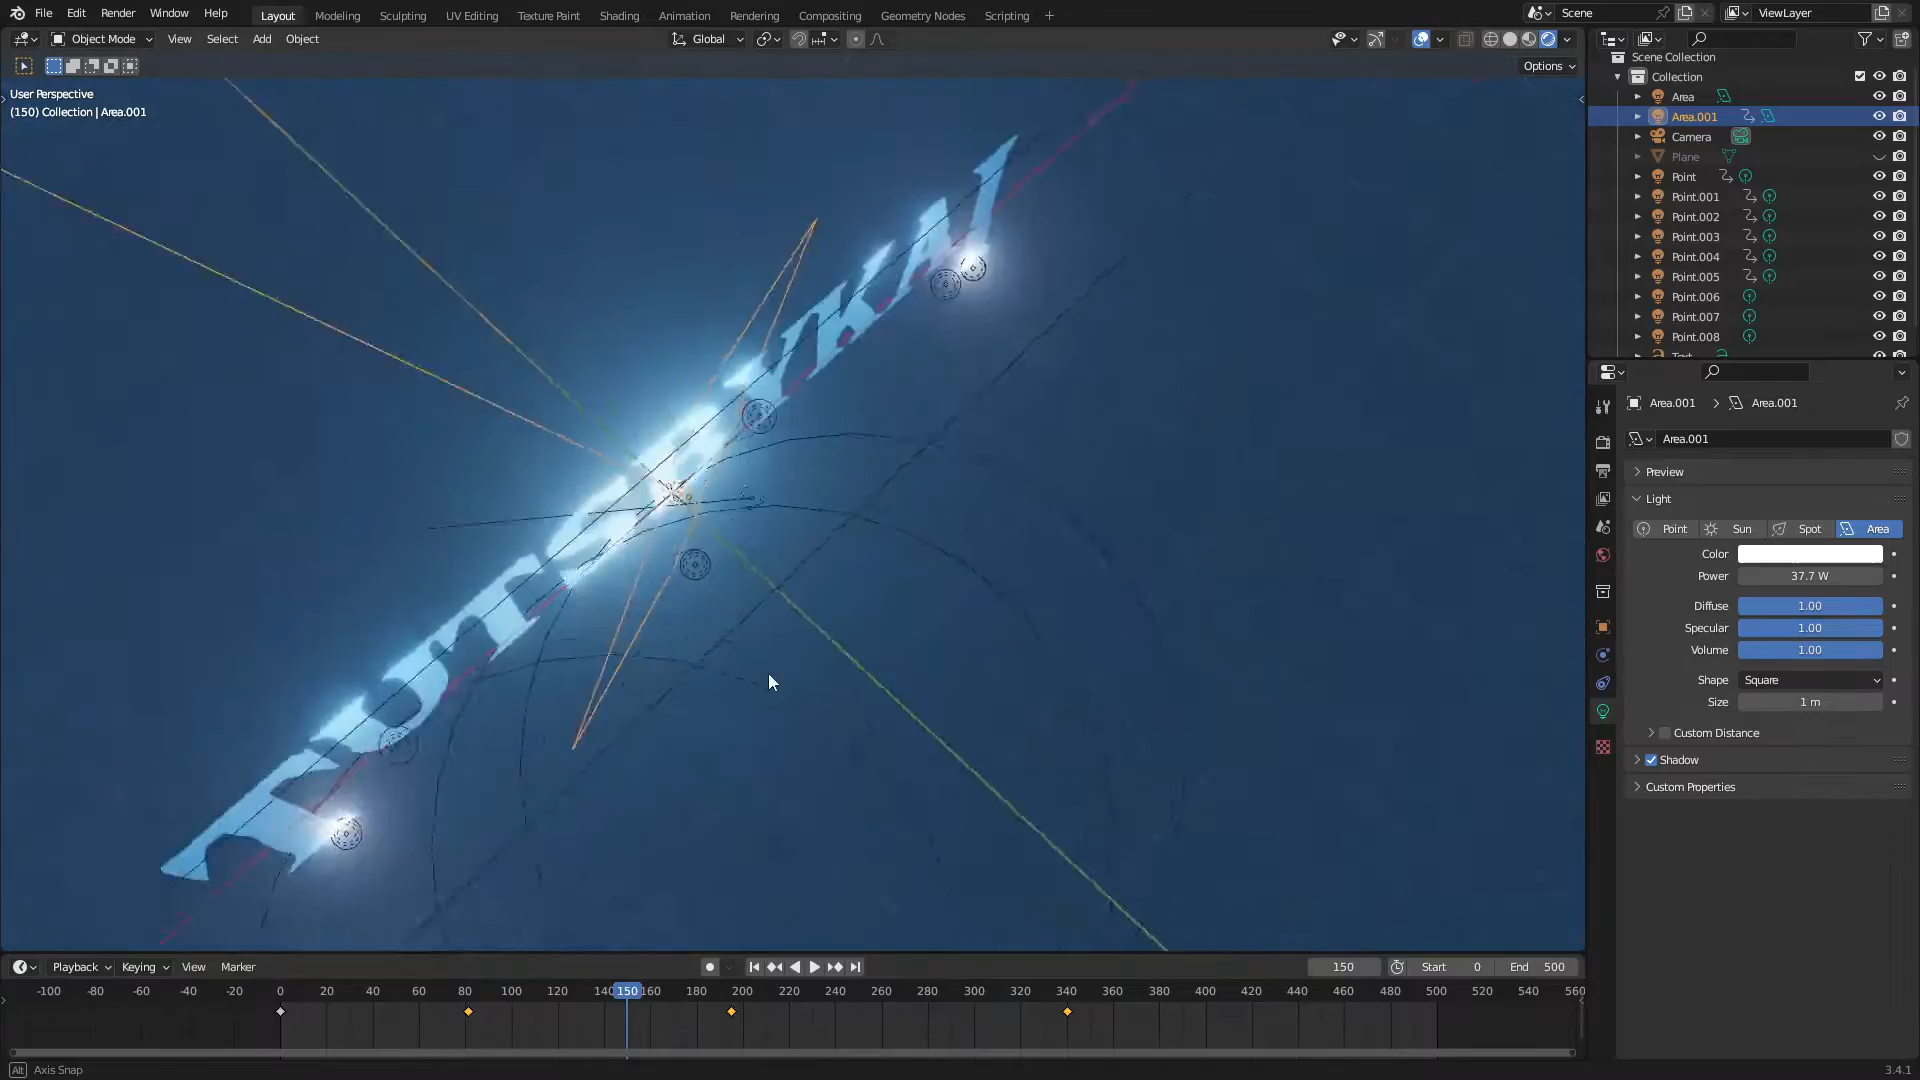 File Edit Render Window Help Layout Modeling Sculpting UV Editing Texture Paint Shading Animation Rendering Compositing Geometry Nodes Scripting + Scene ViewLayer
Object Mode View Select Add Object Global
Options
User Perspective
(150) Collection | Area.001
Scene Collection
Collection
Area
Area.001
Camera
Plane
Point
Point.001
Point.002
Point.003
Point.004
Point.005
Point.006
Point.007
Point.008
Text
Area.001 > Area.001
Area.001
Preview
Light
Point Sun Spot Area
Color
Power 37.7 W
Diffuse 1.00
Specular 1.00
Volume 1.00
Shape Square
Size 1 m
Custom Distance
Shadow
Custom Properties
Playback Keying View Marker 150 Start 0 End 500
-100 -80 -60 -40 -20 0 20 40 60 80 100 120 140 150 160 180 200 220 240 260 280 300 320 340 360 380 400 420 440 460 480 500 520 540 560
Alt Axis Snap 3.4.1